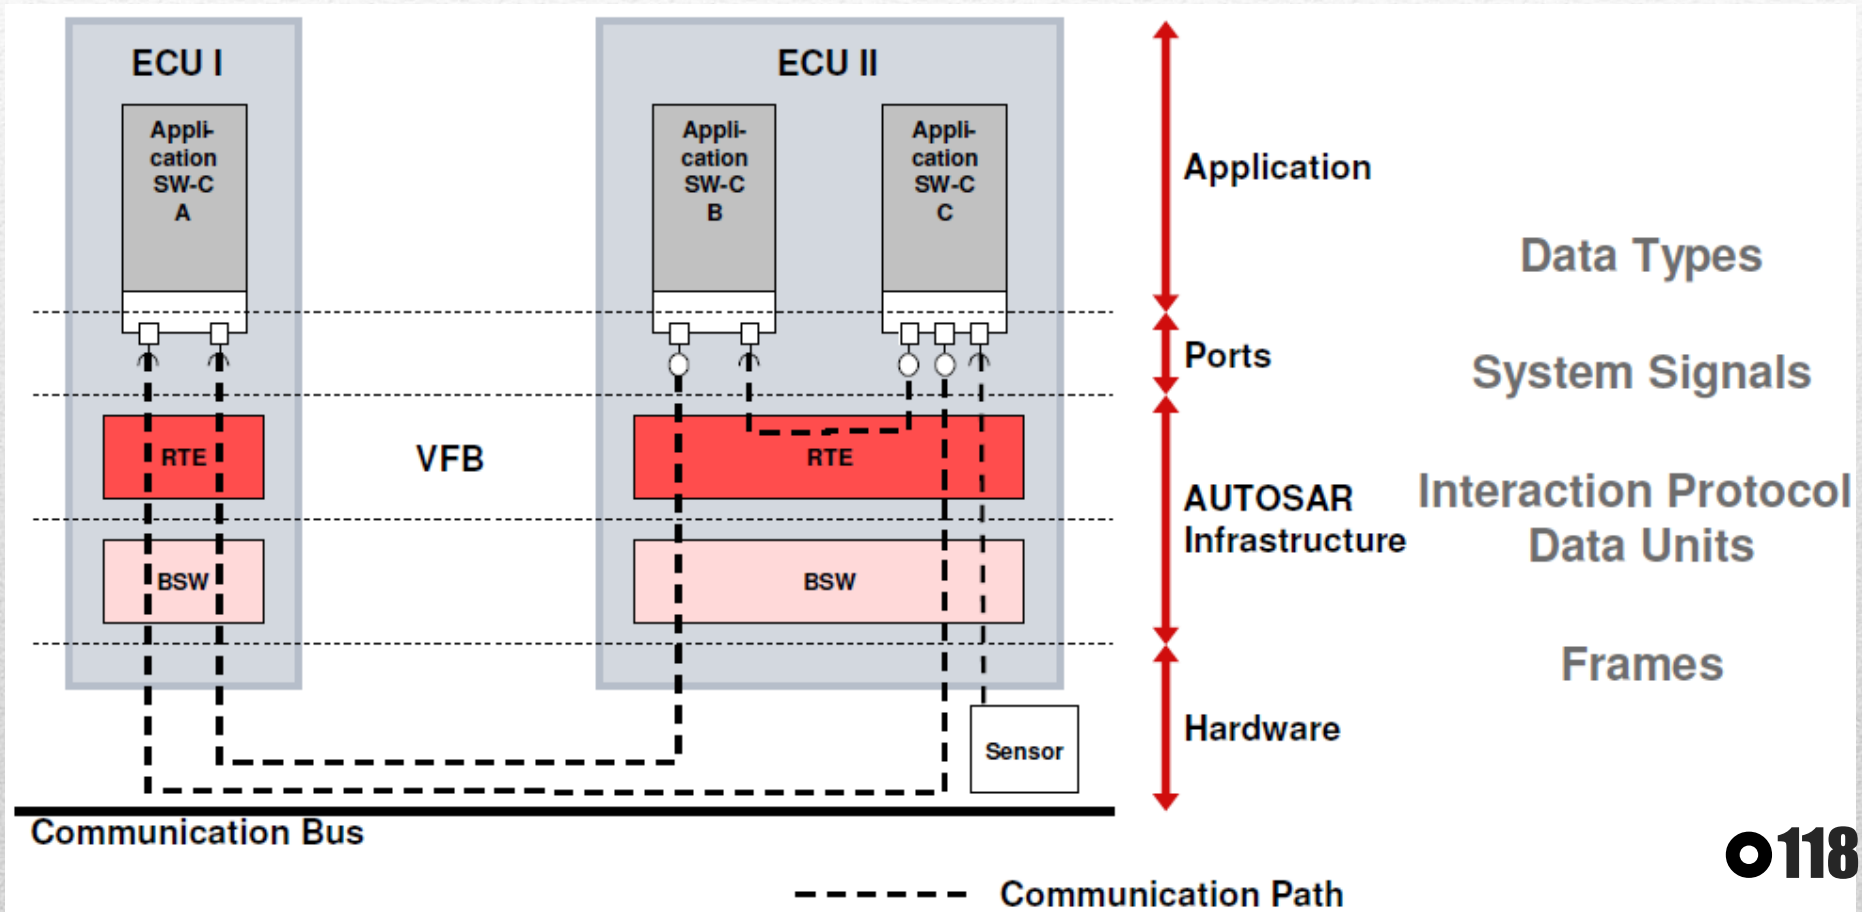 ECU I
ECU II
Appli-
cation
SW-C
A
Appli-
cation
SW-C
B
Appli-
cation
SW-C
C
Application
Data Types
Ports
System Signals
RTE
VFB
RTE
AUTOSAR
Infrastructure
Interaction Protocol
Data Units
BSW
BSW
Frames
Hardware
Sensor
Communication Bus
118
Communication Path